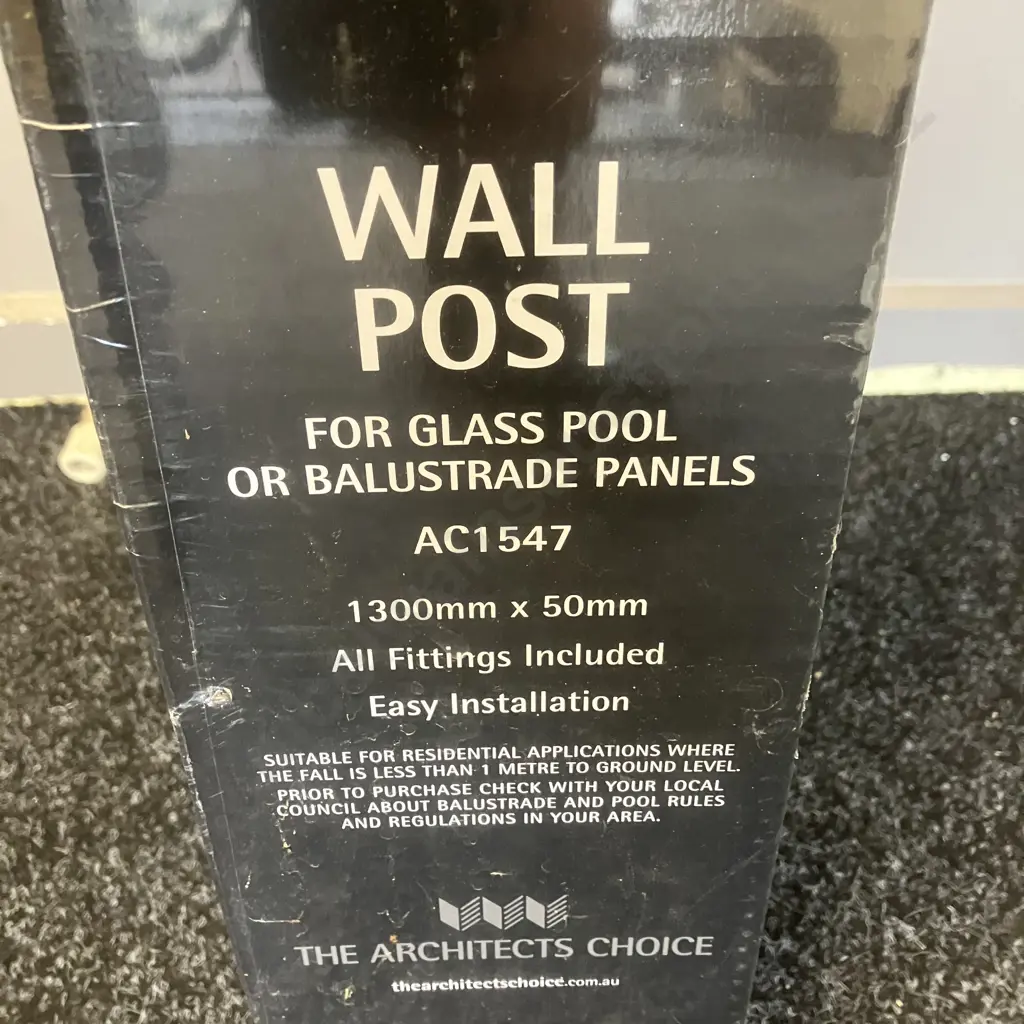 WALL
POST
FOR GLASS POOL
OR BALUSTRADE PANELS
AC1547
1300mm x 50mm
All Fittings Included
Easy Installation
SUITABLE FOR RESIDENTIAL APPLICATIONS WHERE
THE FALL IS LESS THAN 1 METRE TO GROUND LEVEL.
PRIOR TO PURCHASE CHECK WITH YOUR LOCAL
COUNCIL ABOUT BALUSTRADE AND POOL RULES
AND REGULATIONS IN YOUR AREA.
THE ARCHITECTS CHOICE
thearchitectschoice.com.au